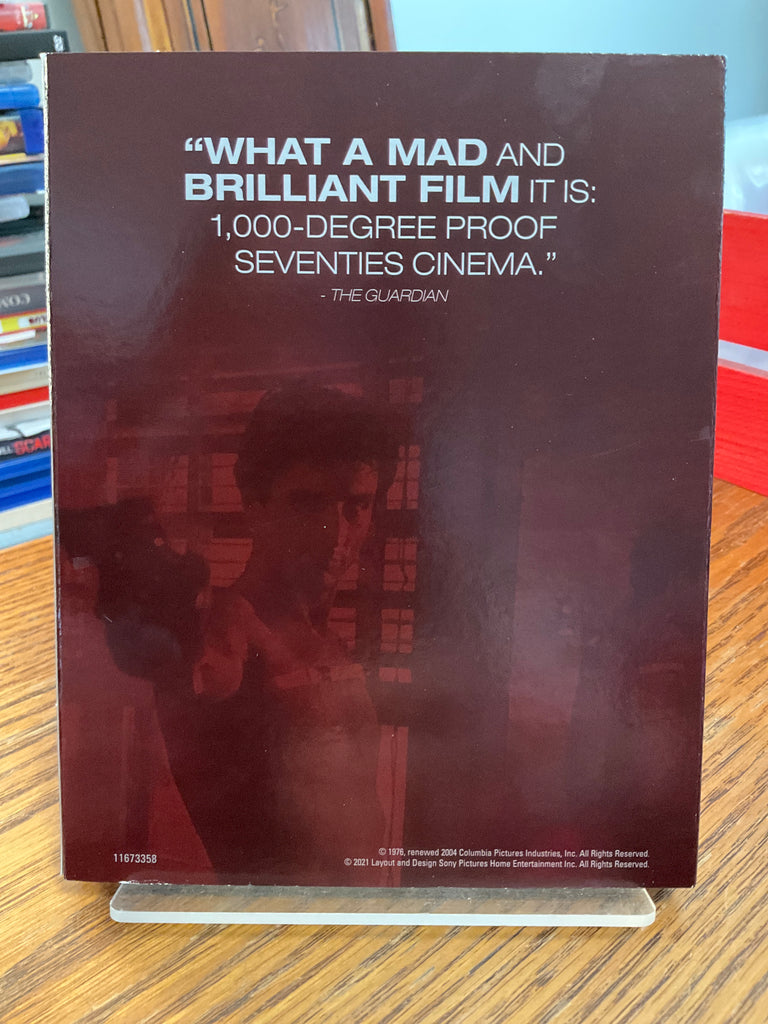 “WHAT A MAD AND
BRILLIANT FILM IT IS:
1,000-DEGREE PROOF
SEVENTIES CINEMA.”
- THE GUARDIAN
11673358
© 1976, renewed 2004 Columbia Pictures Industries, Inc. All Rights Reserved.
© 2021 Layout and Design Sony Pictures Home Entertainment Inc. All Rights Reserved.